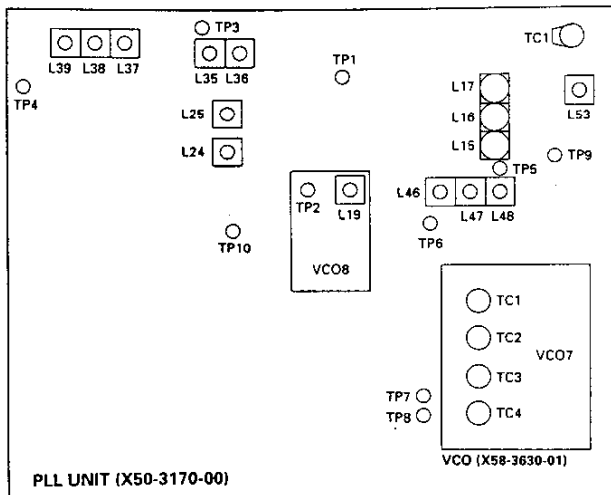 TP3
TC1
L39 L38 L37
L35 L36
TP1
TP4
L17
L53
L25
L16
L24
L15
TP9
TP5
L46
TP2
L19
L47 L48
TP6
TP10
VCO8
TC1
TC2
VCO7
TC3
TP7
TP8
TC4
VCO (X58-3630-01)
PLL UNIT (X50-3170-00)